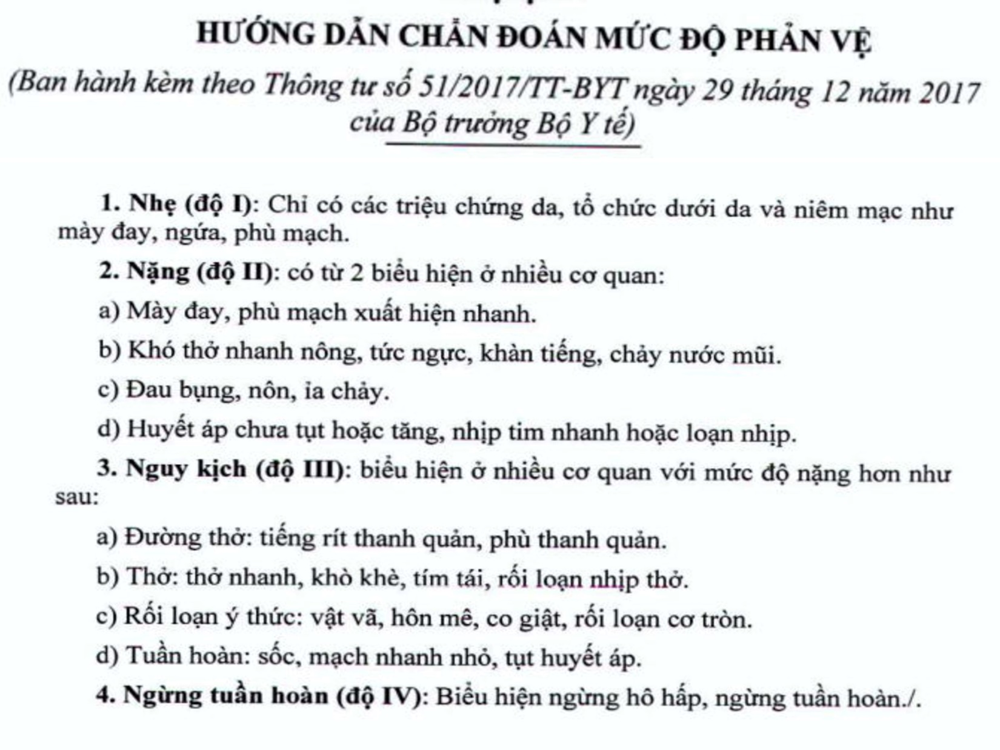 HƯỚNG DẪN CHẨN ĐOÁN MỨC ĐỘ PHẢN VỆ
(Ban hành kèm theo Thông tư số 51/2017/TT-BYT ngày 29 tháng 12 năm 2017
của Bộ trưởng Bộ Y tế)
1. Nhẹ (độ I): Chỉ có các triệu chứng da, tổ chức dưới da và niêm mạc như
mày đay, ngứa, phù mạch.
2. Nặng (độ II): có từ 2 biểu hiện ở nhiều cơ quan:
a) Mày đay, phù mạch xuất hiện nhanh.
b) Khó thở nhanh nông, tức ngực, khàn tiếng, chảy nước mũi.
c) Đau bụng, nôn, ỉa chảy.
d) Huyết áp chưa tụt hoặc tăng, nhịp tim nhanh hoặc loạn nhịp.
3. Nguy kịch (độ III): biểu hiện ở nhiều cơ quan với mức độ nặng hơn như
sau:
a) Đường thở: tiếng rít thanh quản, phù thanh quản.
b) Thở: thở nhanh, khò khè, tím tái, rối loạn nhịp thở.
c) Rối loạn ý thức: vật vã, hôn mê, co giật, rối loạn cơ tròn.
d) Tuần hoàn: sốc, mạch nhanh nhỏ, tụt huyết áp.
4. Ngừng tuần hoàn (độ IV): Biểu hiện ngừng hô hấp, ngừng tuần hoàn./.